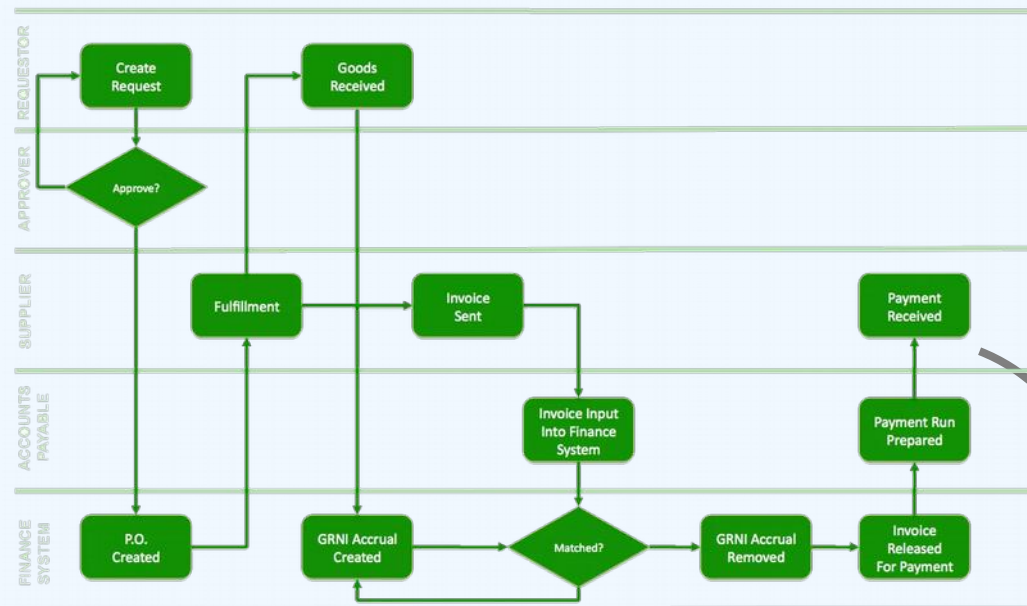 REQUESTOR
Create
Request
Goods
Received
APPROVER
Approve?
SUPPLIER
Fulfillment
Invoice
Sent
Payment
Received
ACCOUNTS
PAYABLE
Invoice Input
Into Finance
System
Payment Run
Prepared
FINANCE
SYSTEM
P.O.
Created
GRNI Accrual
Created
Matched?
GRNI Accrual
Removed
Invoice
Released
For Payment